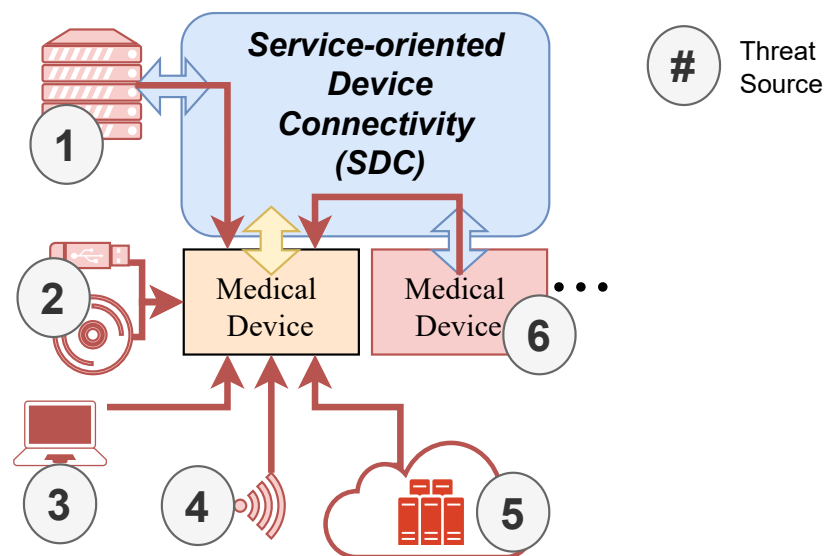 Service-oriented
Device
Connectivity
(SDC)
#
Threat
Source
1
2
Medical
Device
Medical
Device
6
3
4
5